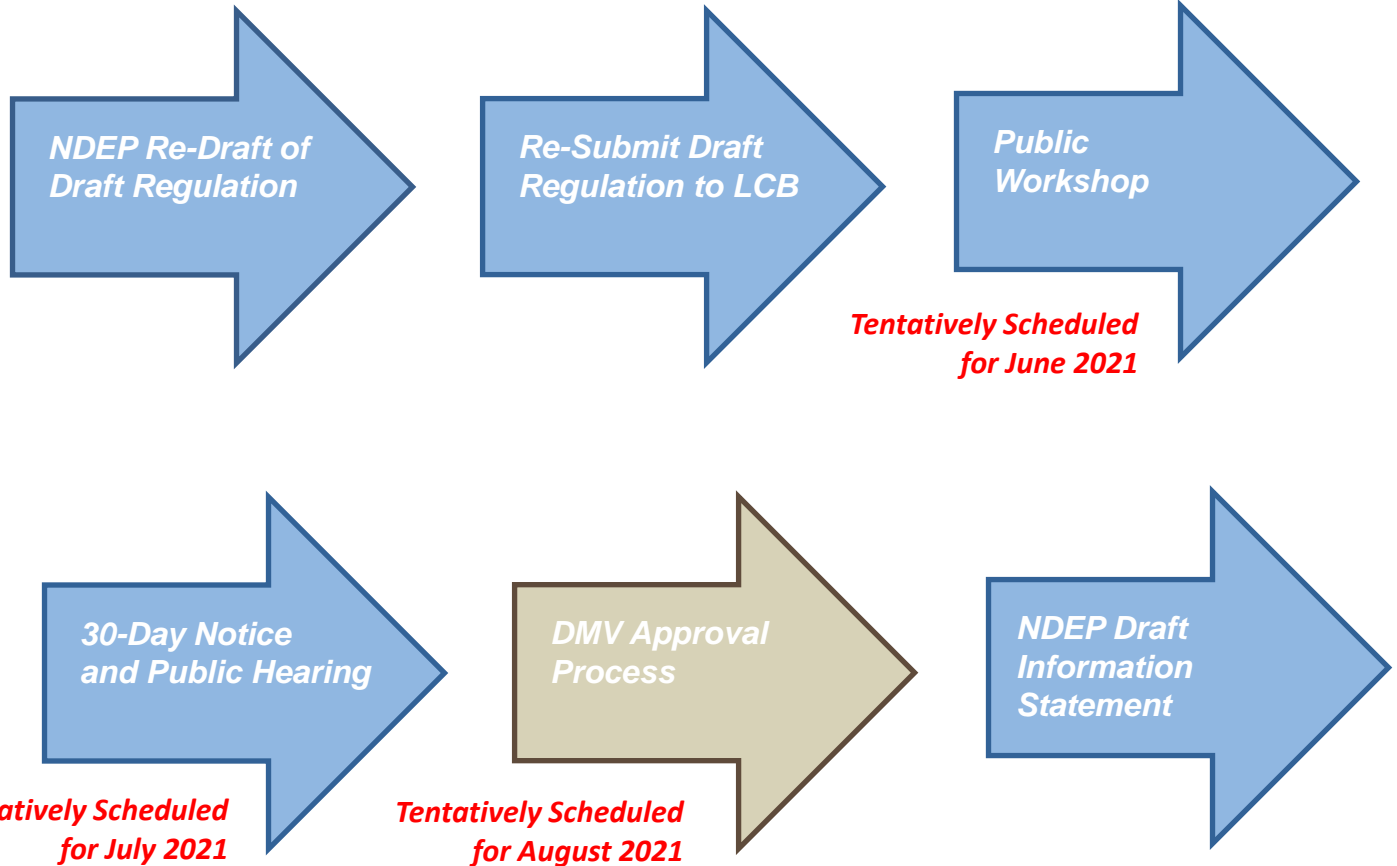 NDEP Re-Draft of
Draft Regulation
Re-Submit Draft
Regulation to LCB
Public
Workshop
Tentatively Scheduled
for June 2021
30-Day Notice
and Public Hearing
DMV Approval
Process
NDEP Draft
Information
Statement
atively Scheduled
for July 2021
Tentatively Scheduled
for August 2021